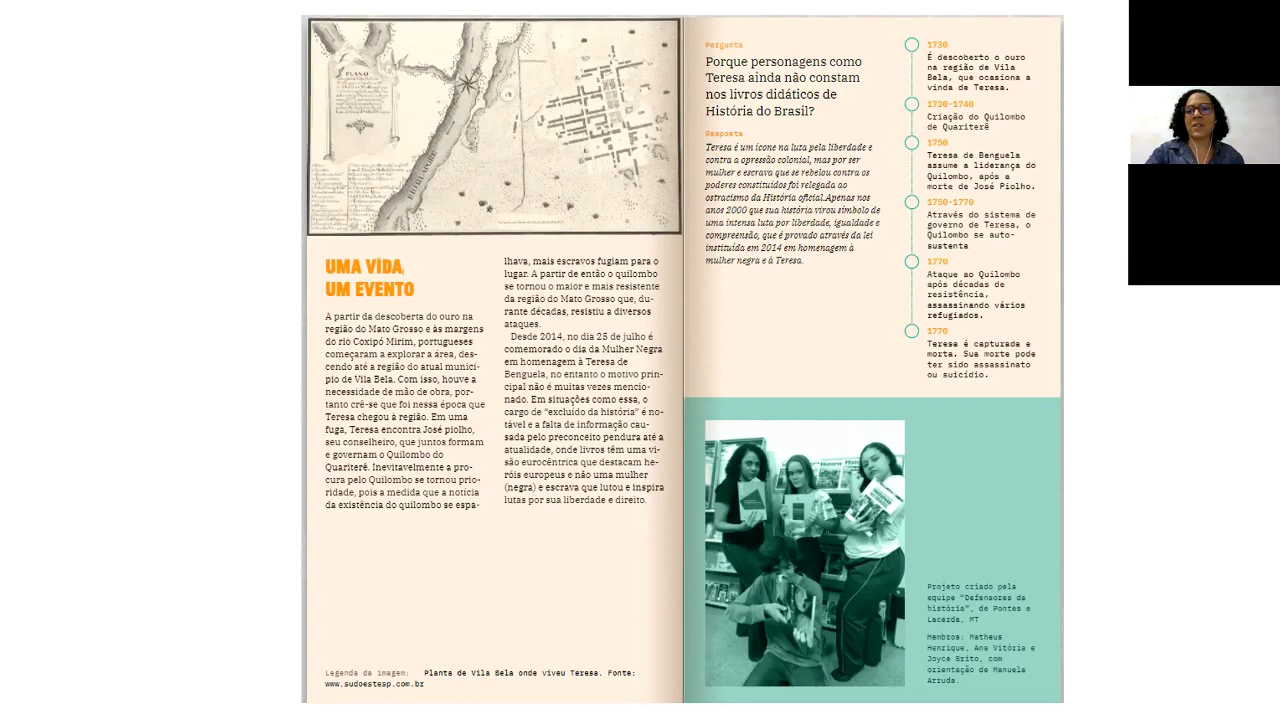 PLANO
RIO GUAPORÉ
UMA VIDA,
UM EVENTO
A partir da descoberta do ouro na
região do Mato Grosso e às margens
do rio Coxipó Mirim, portugueses
começaram a explorar a área, des-
cendo até a região do atual municí-
pio de Vila Bela. Com isso, houve a
necessidade de mão de obra, por-
tanto crê-se que foi nessa época que
Teresa chegou à região. Em uma
fuga, Teresa encontra José piolho,
seu conselheiro, que juntos formam
e governam o Quilombo do
Quariterê. Inevitavelmente a pro-
cura pelo Quilombo se tornou prio-
ridade, pois a medida que a notícia
da existência do quilombo se espa-
lhava, mais escravos fugiam para o
lugar. A partir de então o quilombo
se tornou o maior e mais resistente
da região do Mato Grosso que, du-
rante décadas, resistiu a diversos
ataques.
Desde 2014, no dia 25 de julho é
comemorado o dia da Mulher Negra
em homenagem à Teresa de
Benguela, no entanto o motivo prin-
cipal não é muitas vezes mencio-
nado. Em situações como essa, o
cargo de "excluído da história" é no-
tável e a falta de informação cau-
sada pelo preconceito pendura até a
atualidade, onde livros têm uma vi-
são eurocêntrica que destacam he-
róis europeus e não uma mulher
(negra) e escrava que lutou e inspira
lutas por sua liberdade e direito.
Legenda da imagem: Planta de Vila Bela onde viveu Teresa. Fonte:
www.sudoestesp.com.br
Pergunta
Porque personagens como
Teresa ainda não constam
nos livros didáticos de
História do Brasil?
Resposta
Teresa é um ícone na luta pela liberdade e
contra a opressão colonial, mas por ser
mulher e escrava que se rebelou contra os
poderes constituídos foi relegada ao
ostracismo da História oficial.Apenas nos
anos 2000 que sua história virou símbolo de
uma intensa luta por liberdade, igualdade e
compreensão, que é provado através da lei
instituída em 2014 em homenagem à
mulher negra e à Teresa.
1730
É descoberto o ouro
na região de Vila
Bela, que ocasiona a
vinda de Teresa.
1730-1740
Criação do Quilombo
de Quariterê
1750
Teresa de Benguela
assume a liderança do
Quilombo, após a
morte de José Piolho.
1750-1770
Através do sistema de
governo de Teresa, o
Quilombo se auto-
sustenta
1770
Ataque ao Quilombo
após décadas de
resistência,
assassinando vários
refugiados.
1770
Teresa é capturada e
morta. Sua morte pode
ter sido assassinato
ou suicídio.
Projeto criado pela
equipe "Defensores da
história", de Pontes e
Lacerda, MT
Membros: Matheus
Henrique, Ana Vitória e
Joyce Brito, com
orientação de Manuela
Arruda.